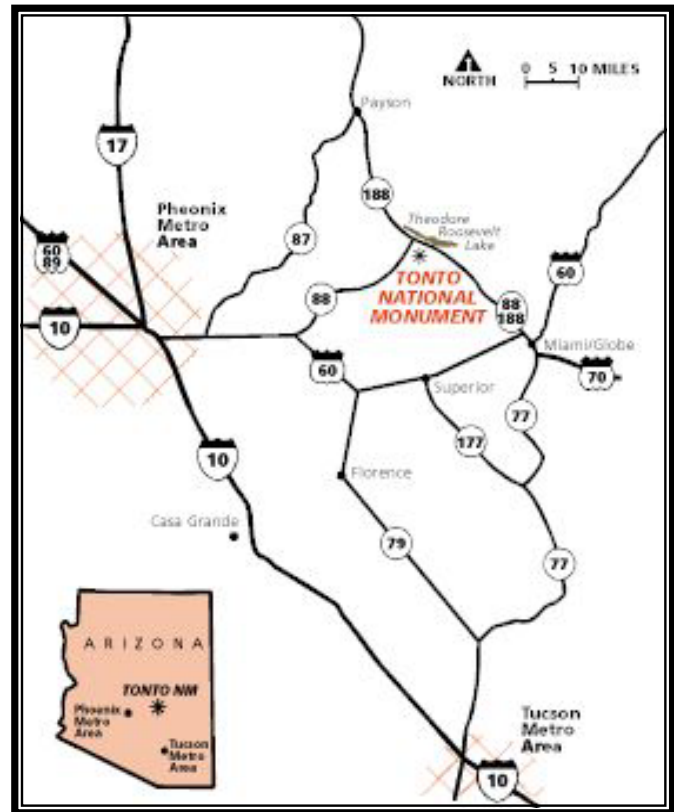 NORTH
0 5 10 MILES
Payson
17
188
Pheonix
Metro
Area
Theodore
Roosevelt
Lake
87
60
89
60
88
TONTO
NATIONAL
MONUMENT
88
188
10
Miami/Globe
60
70
Superior
77
177
10
Florence
Casa Grande
79
77
ARIZONA
TONTO NM
Phoenix
Metro
Area
Tucson
Metro
Area
Tucson
Metro
Area
10